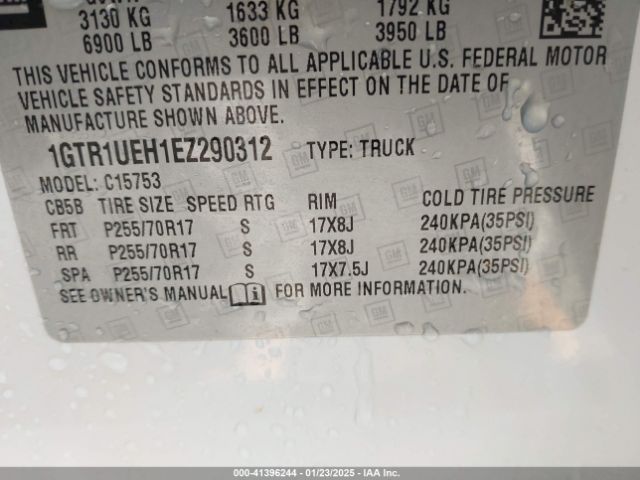 3130 KG 1633 KG 1792 KG
6900 LB 3600 LB 3950 LB
THIS VEHICLE CONFORMS TO ALL APPLICABLE U.S. FEDERAL MOTOR
VEHICLE SAFETY STANDARDS IN EFFECT ON THE DATE OF
MANUFACTURE SHOWN ABOVE.
1GTR1UEH1EZ290312 TYPE: TRUCK
MODEL: C15753
CB5B TIRE SIZE SPEED RTG RIM COLD TIRE PRESSURE
FRT P255/70R17 S 17X8J 240KPA(35PSI)
RR P255/70R17 S 17X8J 240KPA(35PSI)
SPA P255/70R17 S 17X7.5J 240KPA(35PSI)
SEE OWNER'S MANUAL FOR MORE INFORMATION.
000-41396244 - 01/23/2025 - IAA Inc.